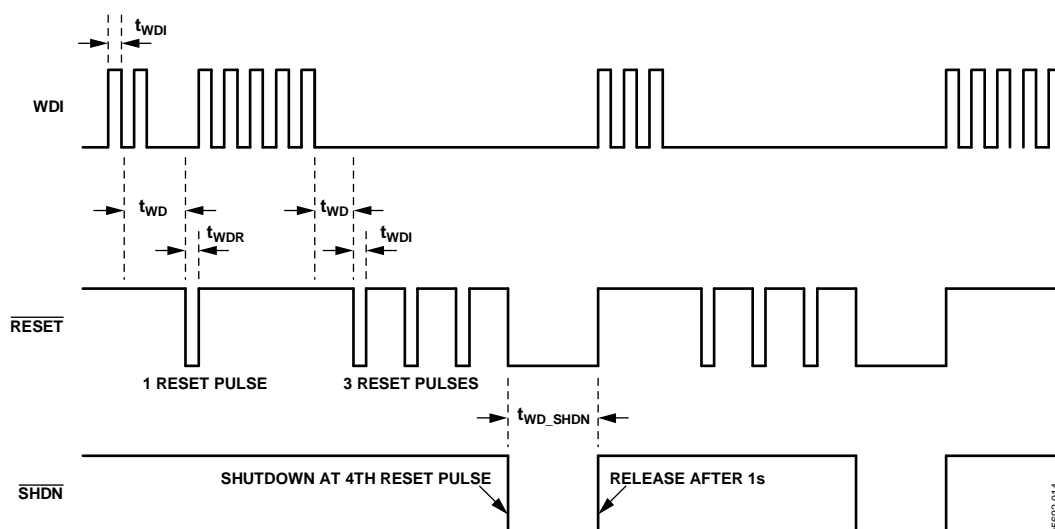 tWDI
WDI
tWD
tWD
tWDR
tWDI
RESET
1 RESET PULSE
3 RESET PULSES
tWD_SHDN
SHUTDOWN AT 4TH RESET PULSE
RELEASE AFTER 1s
SHDN